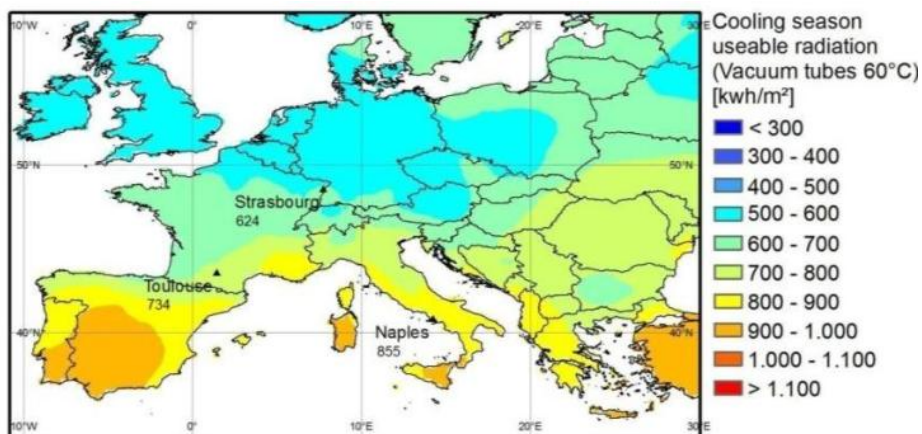 10°W 0° 10°E 20°E 30°E
Cooling season
useable radiation
(Vacuum tubes 60°C)
[kwh/m²]
< 300
300 - 400
400 - 500
500 - 600
600 - 700
700 - 800
800 - 900
900 - 1.000
1.000 - 1.100
> 1.100
50°N 50°N
Strasbourg
624
Toulouse
734
Naples
855
40°N 40°N
10°W 0° 10°E 20°E 30°E